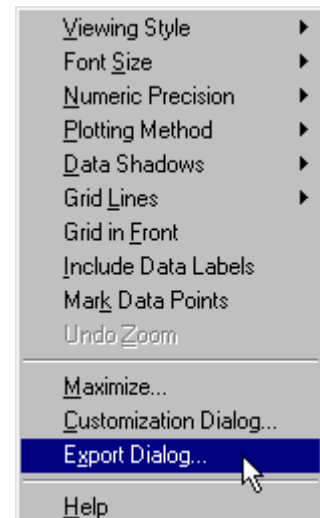 Viewing Style
Font Size
Numeric Precision
Plotting Method
Data Shadows
Grid Lines
Grid in Front
Include Data Labels
Mark Data Points
Undo Zoom
Maximize...
Customization Dialog...
Export Dialog...
Help